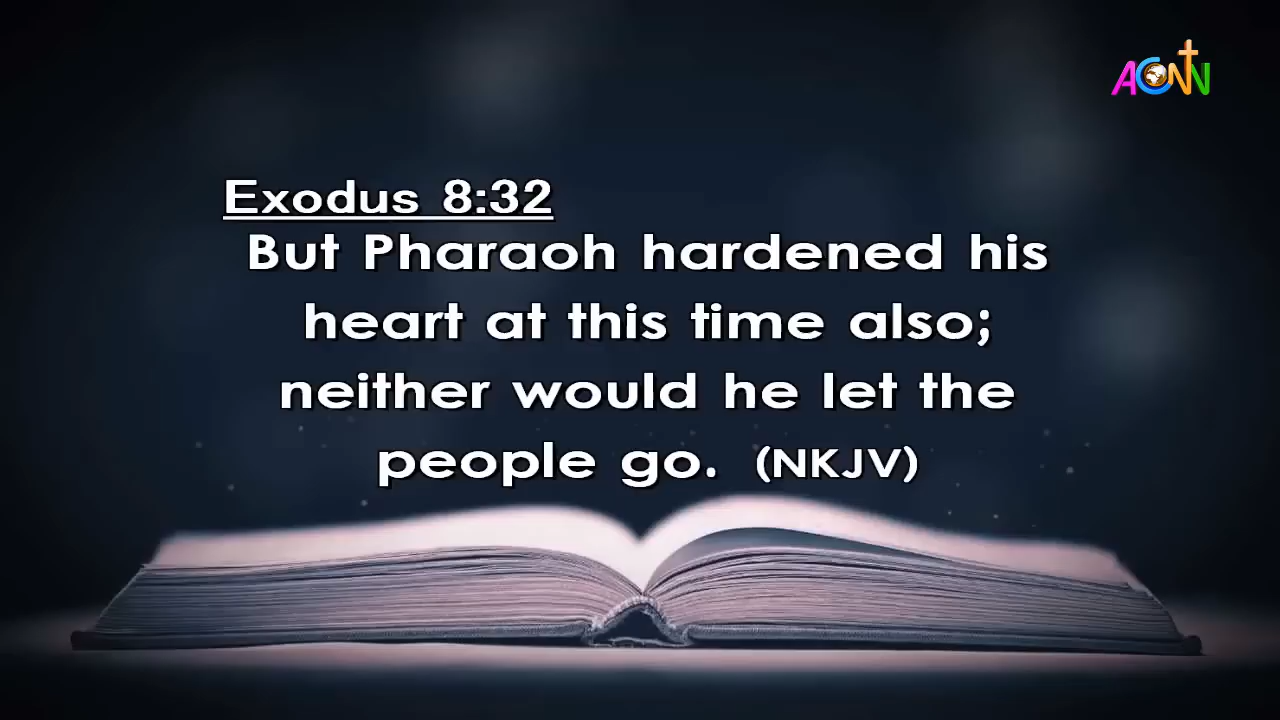 ACNN
Exodus 8:32
But Pharaoh hardened his
heart at this time also;
neither would he let the
people go. (NKJV)